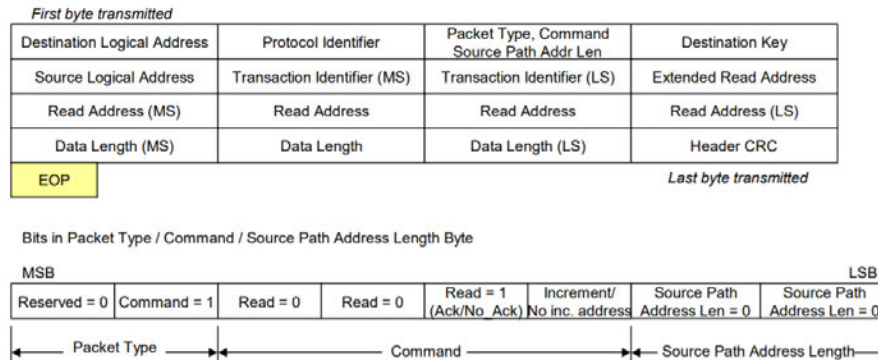 First byte transmitted
Destination Logical Address
Protocol Identifier
Packet Type, Command
Source Path Addr Len
Destination Key
Source Logical Address
Transaction Identifier (MS)
Transaction Identifier (LS)
Extended Read Address
Read Address (MS)
Read Address
Read Address
Read Address (LS)
Data Length (MS)
Data Length
Data Length (LS)
Header CRC
EOP
Last byte transmitted
Bits in Packet Type / Command / Source Path Address Length Byte
MSB
LSB
Reserved = 0
Command = 1
Read = 0
Read = 0
Read = 1
(Ack/No_Ack)
Increment/
No inc. address
Source Path
Address Len = 0
Source Path
Address Len = 0
Packet Type
Command
Source Path Address Length